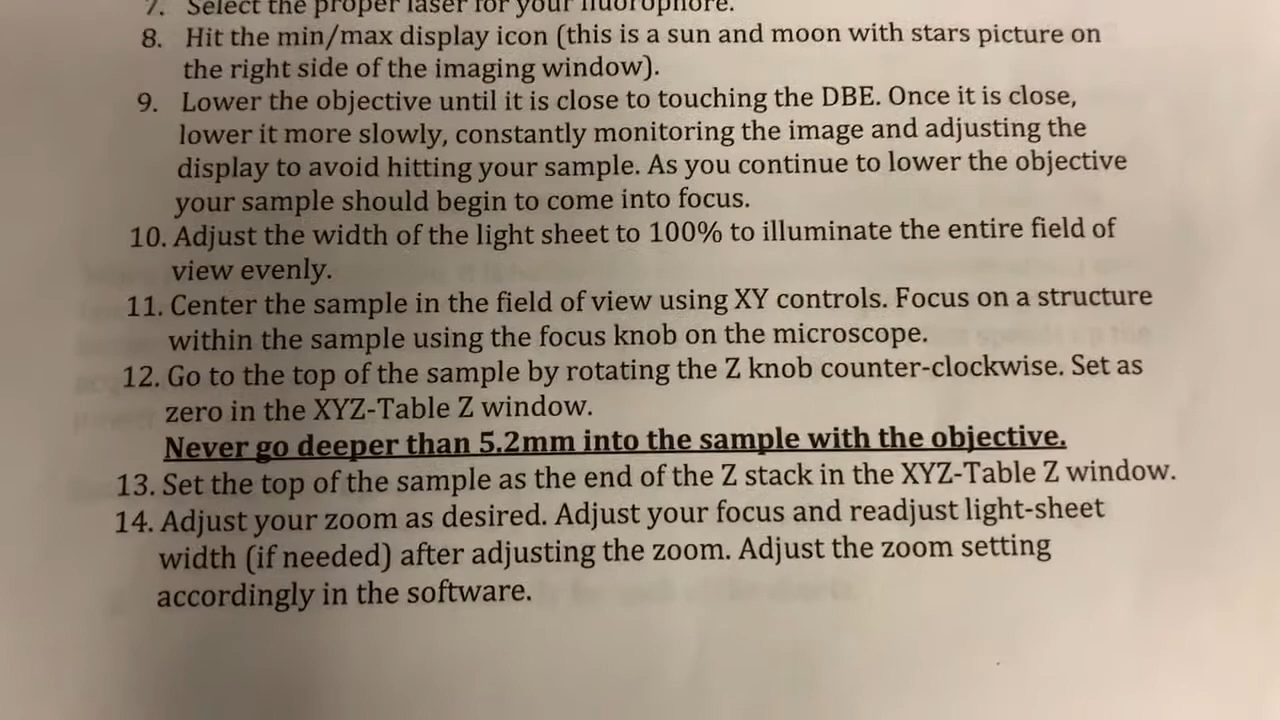 7. Select the proper laser for your fluorophore.
8. Hit the min/max display icon (this is a sun and moon with stars picture on
the right side of the imaging window).
9. Lower the objective until it is close to touching the DBE. Once it is close,
lower it more slowly, constantly monitoring the image and adjusting the
display to avoid hitting your sample. As you continue to lower the objective
your sample should begin to come into focus.
10. Adjust the width of the light sheet to 100% to illuminate the entire field of
view evenly.
11. Center the sample in the field of view using XY controls. Focus on a structure
within the sample using the focus knob on the microscope.
12. Go to the top of the sample by rotating the Z knob counter-clockwise. Set as
zero in the XYZ-Table Z window.
Never go deeper than 5.2mm into the sample with the objective.
13. Set the top of the sample as the end of the Z stack in the XYZ-Table Z window.
14. Adjust your zoom as desired. Adjust your focus and readjust light-sheet
width (if needed) after adjusting the zoom. Adjust the zoom setting
accordingly in the software.